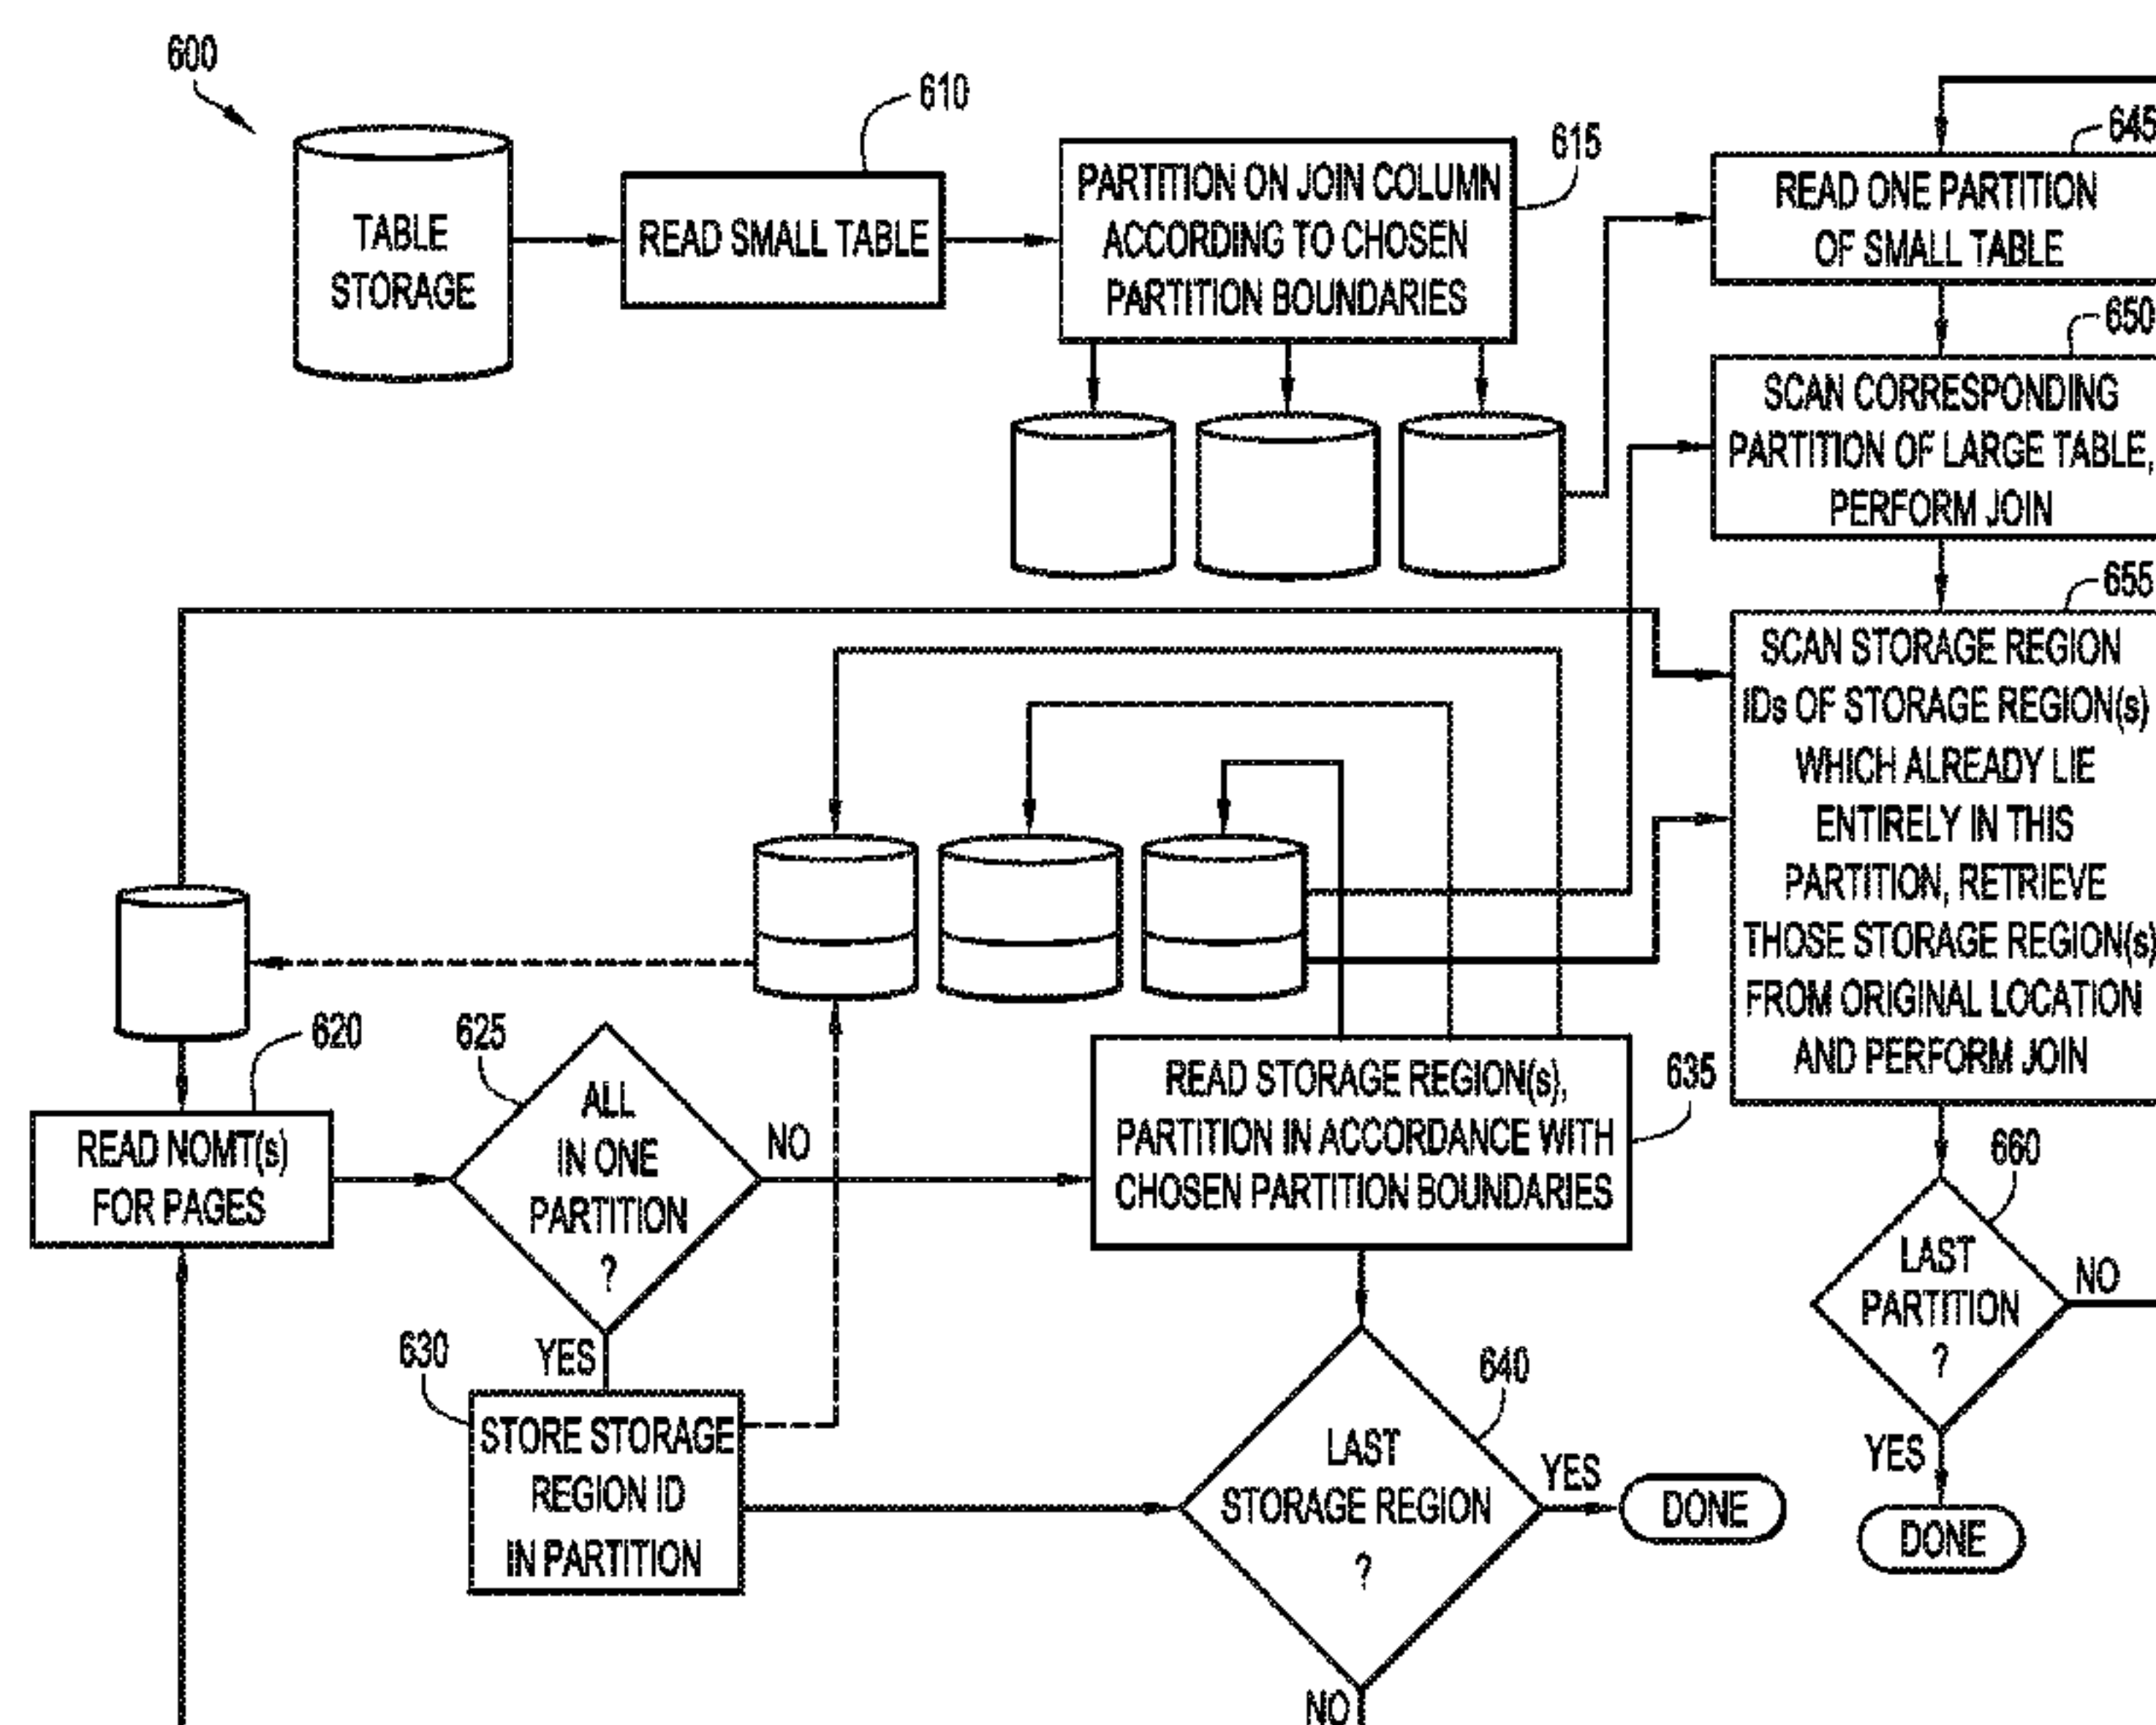 600
TABLE
STORAGE
610
READ SMALL TABLE
615
PARTITION ON JOIN COLUMN
ACCORDING TO CHOSEN
PARTITION BOUNDARIES
645
READ ONE PARTITION
OF SMALL TABLE
650
SCAN CORRESPONDING
PARTITION OF LARGE TABLE,
PERFORM JOIN
655
SCAN STORAGE REGION
IDs OF STORAGE REGION(s)
WHICH ALREADY LIE
ENTIRELY IN THIS
PARTITION, RETRIEVE
THOSE STORAGE REGION(s)
FROM ORIGINAL LOCATION
AND PERFORM JOIN
620
READ NOMT(s)
FOR PAGES
625
ALL
IN ONE
PARTITION
?
NO
YES
630
STORE STORAGE
REGION ID
IN PARTITION
635
READ STORAGE REGION(s),
PARTITION IN ACCORDANCE WITH
CHOSEN PARTITION BOUNDARIES
640
LAST
STORAGE REGION
?
YES
DONE
NO
660
LAST
PARTITION
?
NO
YES
DONE